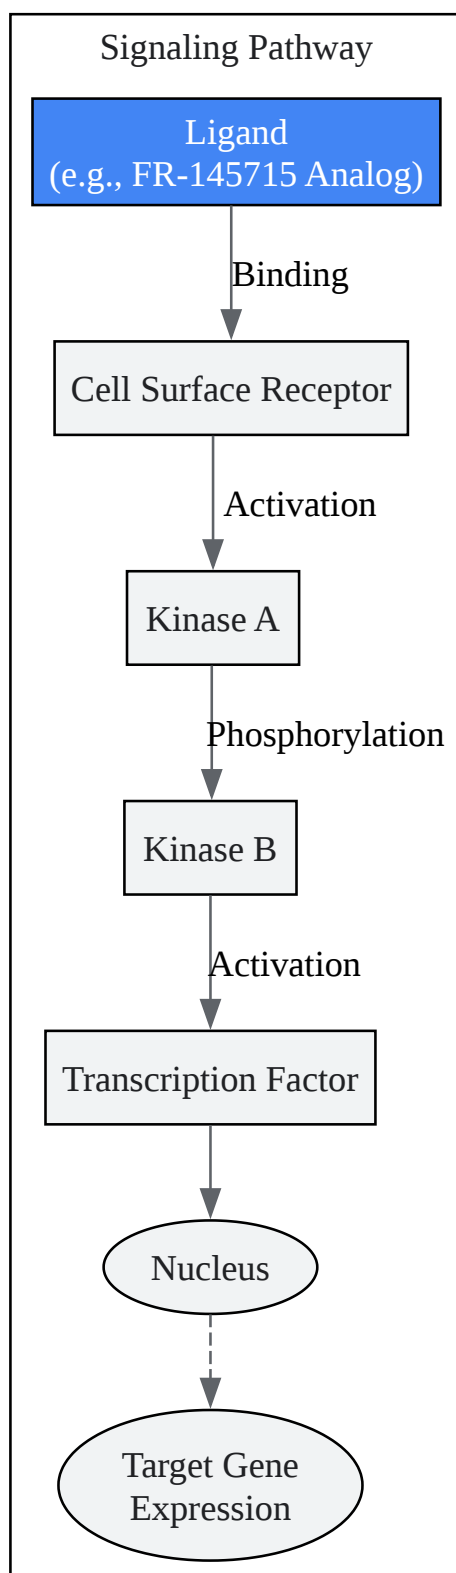 Signaling Pathway
Ligand
(e.g., FR-145715 Analog)
Binding
Cell Surface Receptor
Activation
Kinase A
Phosphorylation
Kinase B
Activation
Transcription Factor
Nucleus
Target Gene
Expression